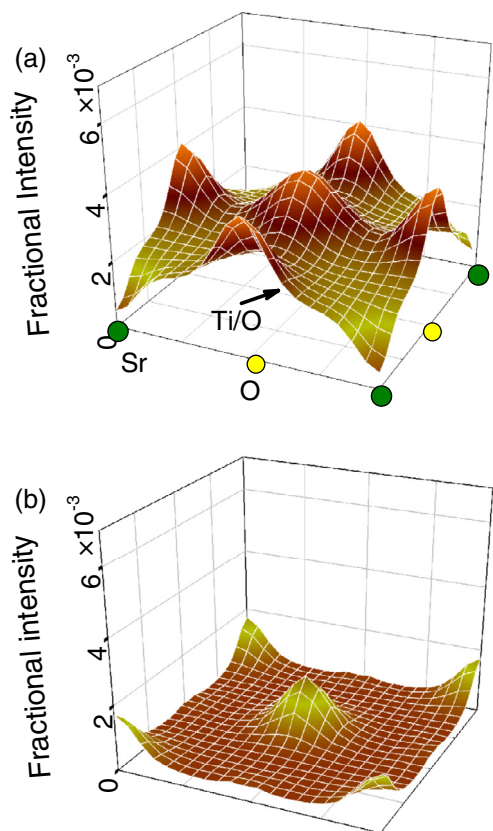 (a)
×10⁻³
6
4
2
0
Fractional Intensity
Ti/O
Sr
O
(b)
×10⁻³
6
4
2
0
Fractional intensity